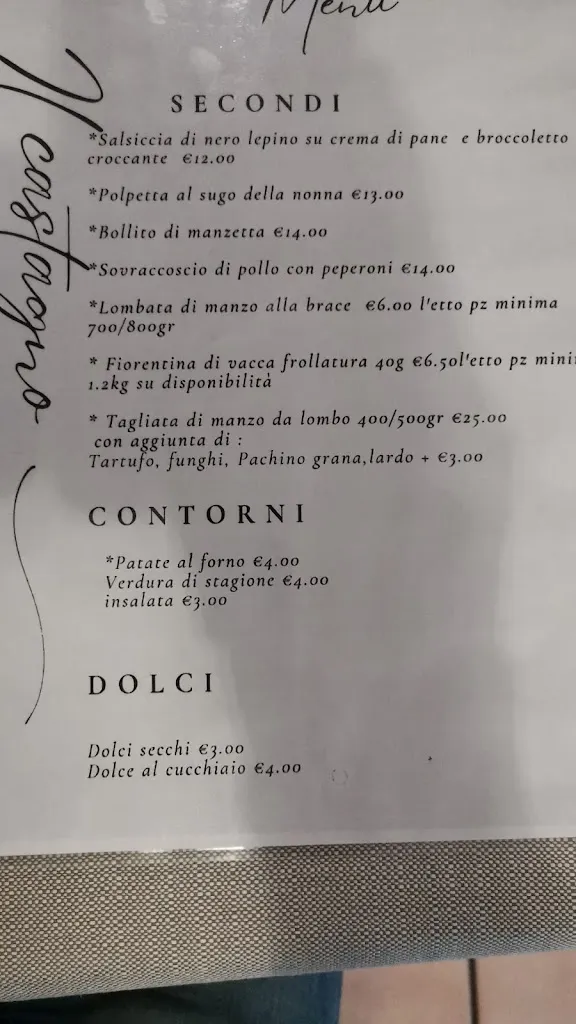 Menu
Il castagno
SECONDI
*Salsiccia di nero lepino su crema di pane e broccoletto
croccante €12.00
*Polpetta al sugo della nonna €13.00
*Bollito di manzetta €14.00
*Sovraccoscio di pollo con peperoni €14.00
*Lombata di manzo alla brace €6.00 l'etto pz minima
700/800gr
* Fiorentina di vacca frollatura 40g €6.50l'etto pz
1.2kg su disponibilità
* Tagliata di manzo da lombo 400/500gr €25.00
con aggiunta di :
Tartufo, funghi, Pachino grana,lardo + €3.00
CONTORNI
*Patate al forno €4.00
Verdura di stagione €4.00
insalata €3.00
DOLCI
Dolci secchi €3.00
Dolce al cucchiaio €4.00